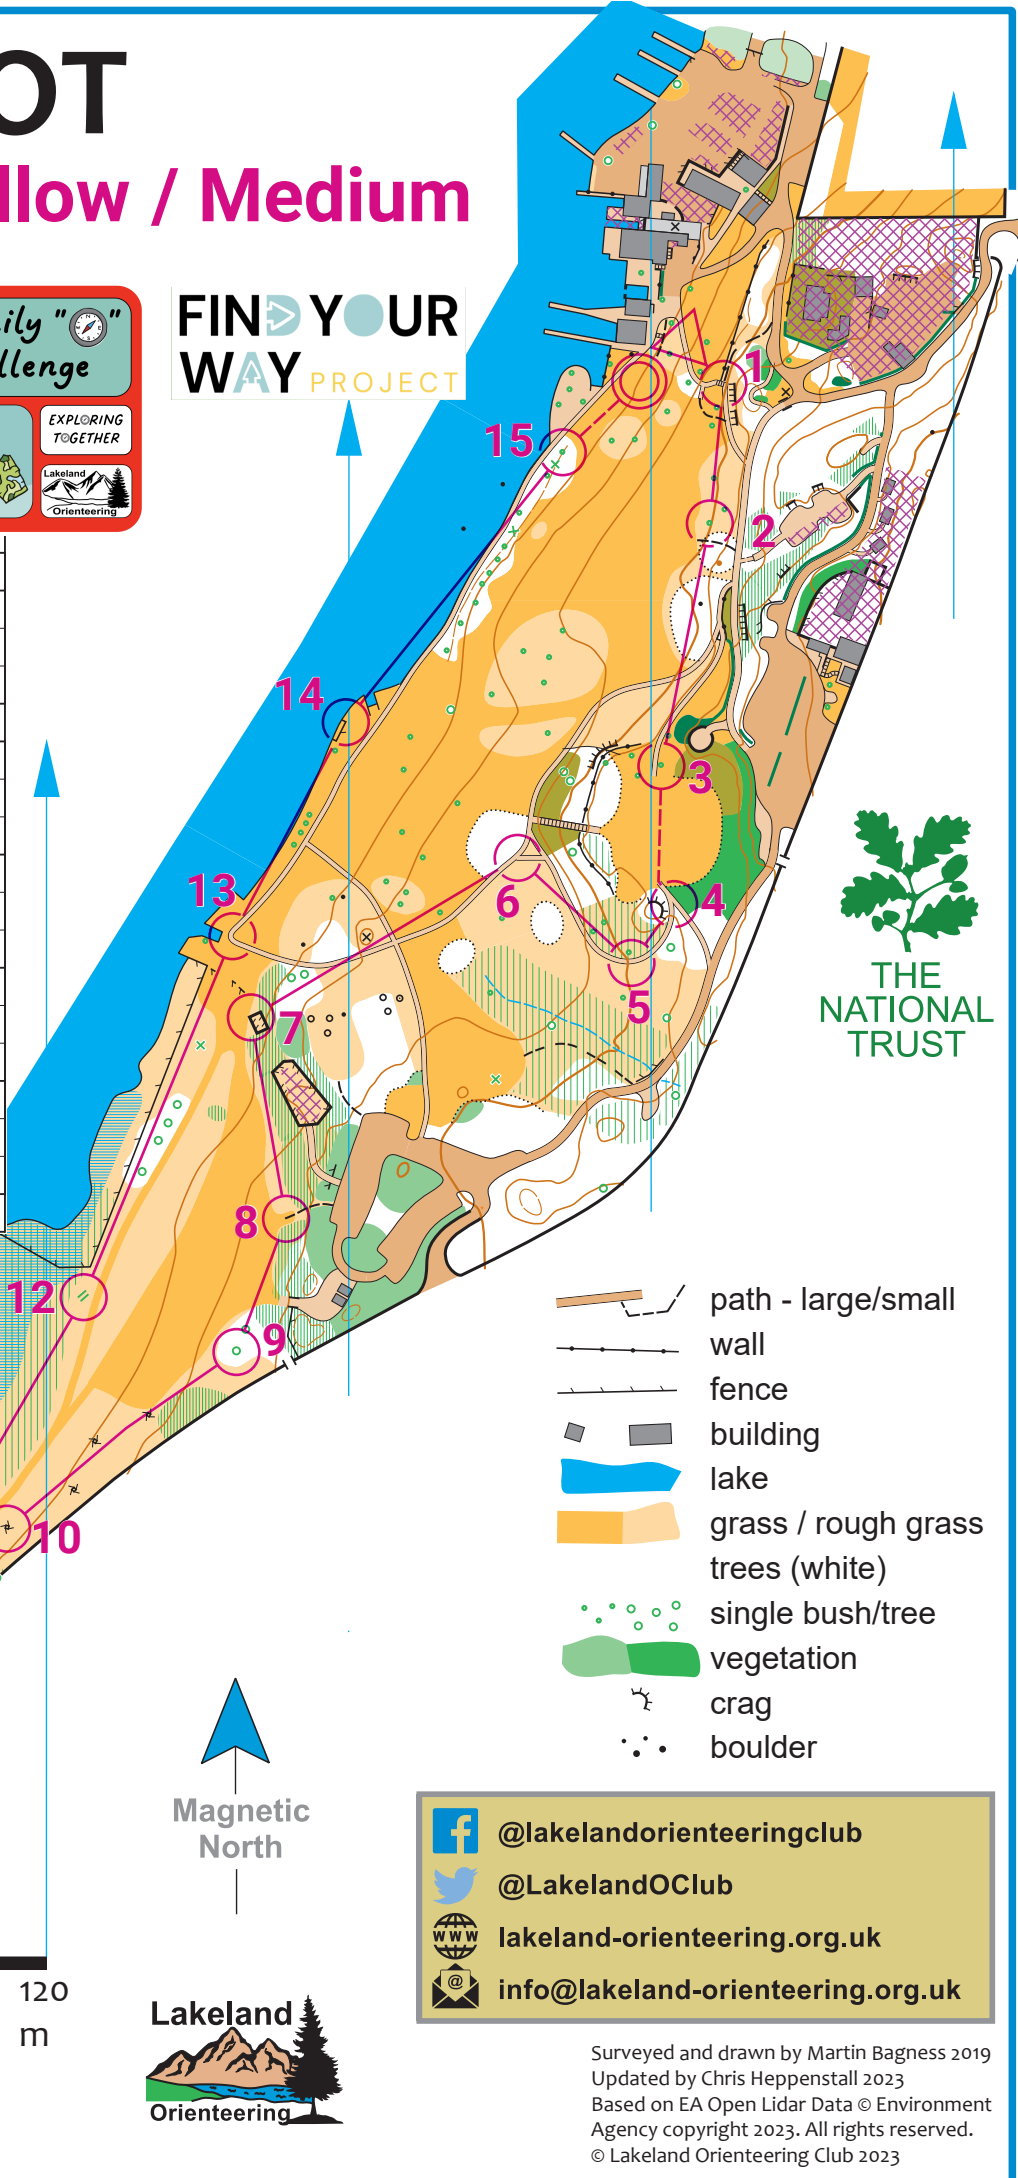 OT
llow / Medium
ily " "
llenge
EXPLORING
TOGETHER
Lakeland
Orienteering
FIND YOUR
WAY PROJECT
1
15
2
14
3
13
4
6
5
7
8
12
9
10
THE
NATIONAL
TRUST
path - large/small
wall
fence
building
lake
grass / rough grass
trees (white)
single bush/tree
vegetation
crag
boulder
Magnetic
North
@lakelandorienteeringclub
@LakelandOClub
www lakeland-orienteering.org.uk
@ info@lakeland-orienteering.org.uk
120
m
Lakeland
Orienteering
Surveyed and drawn by Martin Bagness 2019
Updated by Chris Heppenstall 2023
Based on EA Open Lidar Data © Environment
Agency copyright 2023. All rights reserved.
© Lakeland Orienteering Club 2023